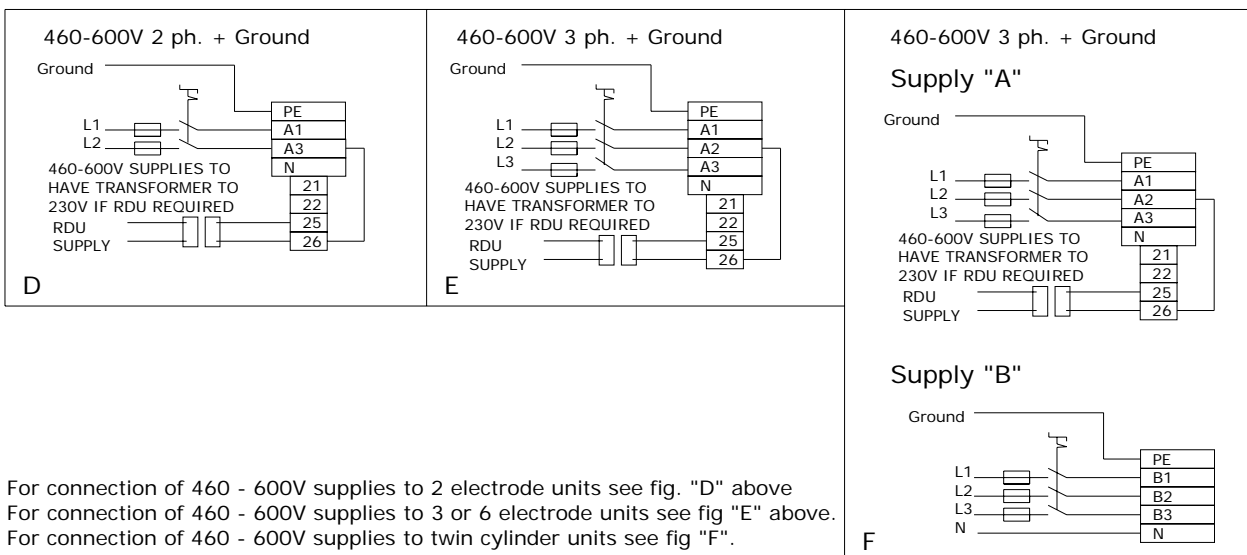 460-600V 2 ph. + Ground
Ground
PE
L1
A1
L2
A3
N
460-600V SUPPLIES TO
HAVE TRANSFORMER TO
230V IF RDU REQUIRED
21
22
RDU
25
SUPPLY
26
D
460-600V 3 ph. + Ground
Ground
PE
L1
A1
L2
A2
L3
A3
N
460-600V SUPPLIES TO
HAVE TRANSFORMER TO
230V IF RDU REQUIRED
21
22
RDU
25
SUPPLY
26
E
460-600V 3 ph. + Ground
Supply "A"
Ground
PE
L1
A1
L2
A2
L3
A3
N
460-600V SUPPLIES TO
HAVE TRANSFORMER TO
230V IF RDU REQUIRED
21
22
RDU
25
SUPPLY
26
Supply "B"
Ground
PE
L1
B1
L2
B2
L3
B3
N
N
F
For connection of 460 - 600V supplies to 2 electrode units see fig. "D" above
For connection of 460 - 600V supplies to 3 or 6 electrode units see fig "E" above.
For connection of 460 - 600V supplies to twin cylinder units see fig "F".